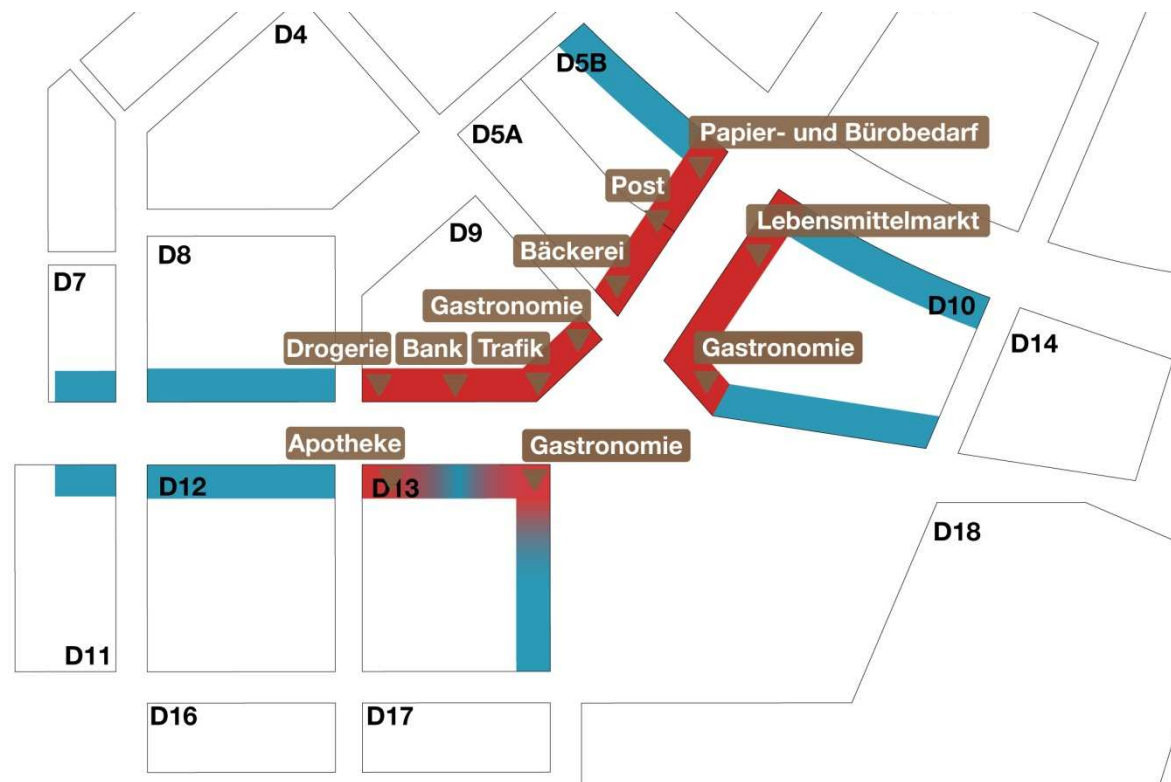 D4
D5B
D5A
Papier- und Bürobedarf
Post
Lebensmittelmarkt
D9
D8
Bäckerei
D7
Gastronomie
D10
Drogerie
Bank
Trafik
Gastronomie
D14
Apotheke
Gastronomie
D12
D13
D18
D11
D16
D17